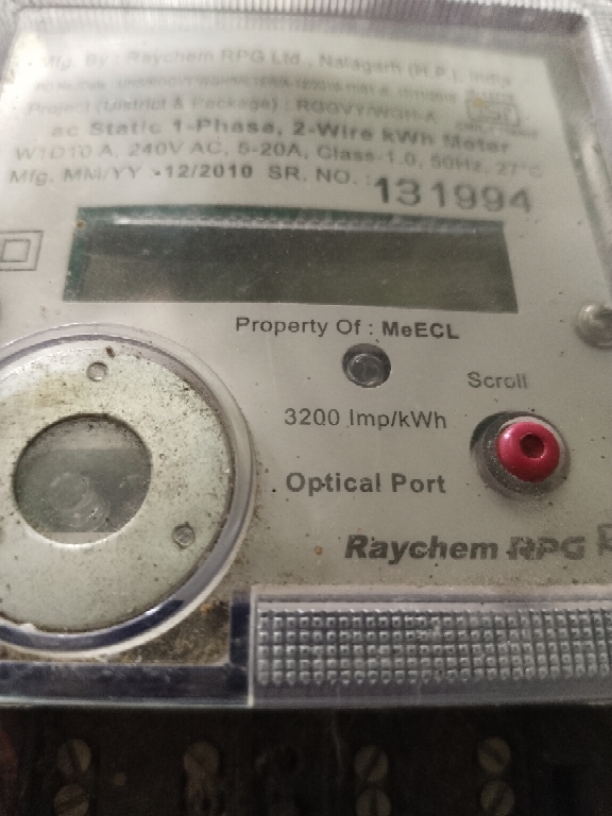 Mfg. By : Raychem RPG Ltd., Nalagarh (H.P.), India
Project (District & Package) : RGGVY/WGH-A
ac Static 1-Phase, 2-Wire kWh Meter
W1D10 A, 240V AC, 5-20A, Class-1.0, 50Hz, 27°C
Mfg. MM/YY >12/2010 SR. NO. : 131994
Property Of : MeECL
Scroll
3200 Imp/kWh
Optical Port
Raychem RPG